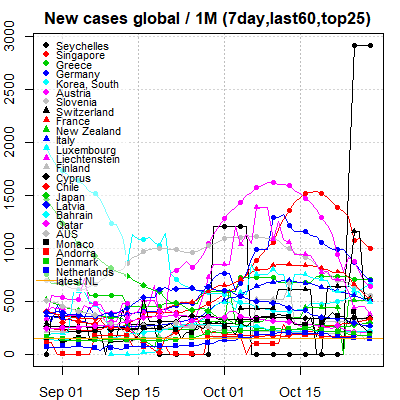 New cases global / 1M (7day,last60,top25)
3000
2500
2000
1500
1000
500
0
Seychelles
Singapore
Greece
Germany
Korea, South
Austria
Slovenia
Switzerland
France
New Zealand
Italy
Luxembourg
Liechtenstein
Finland
Cyprus
Chile
Japan
Latvia
Bahrain
Qatar
AUS
Monaco
Andorra
Denmark
Netherlands
latest NL
Sep 01
Sep 15
Oct 01
Oct 15